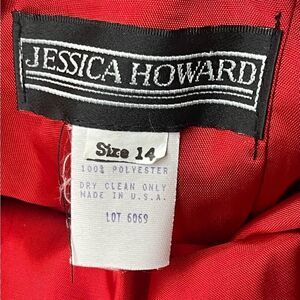 JESSICA HOWARD
Size 14
100% POLYESTER
DRY CLEAN ONLY
MADE IN U.S.A.
LOT 6069